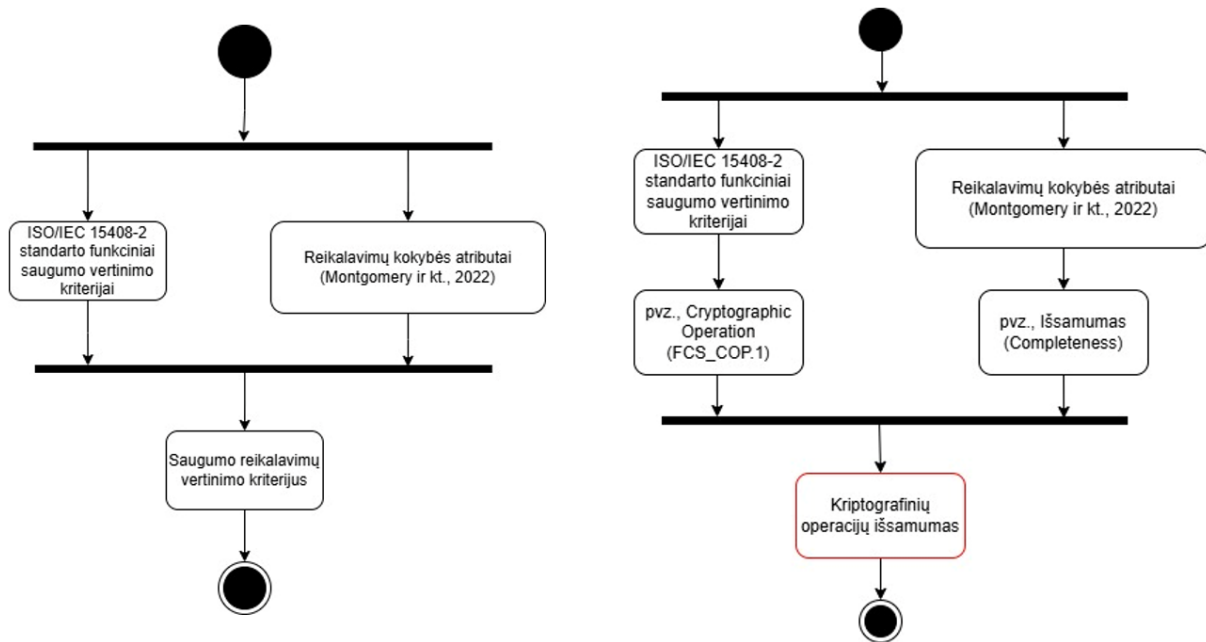 ISO/IEC 15408-2
standarto funkciniai
saugumo vertinimo
kriterijai
Reikalavimų kokybės atributai
(Montgomery ir kt., 2022)
Saugumo reikalavimų
vertinimo kriterijus
ISO/IEC 15408-2
standarto funkciniai
saugumo vertinimo
kriterijai
Reikalavimų kokybės atributai
(Montgomery ir kt., 2022)
pvz., Cryptographic
Operation
(FCS_COP.1)
pvz., Išsamumas
(Completeness)
Kriptografinių
operacijų išsamumas